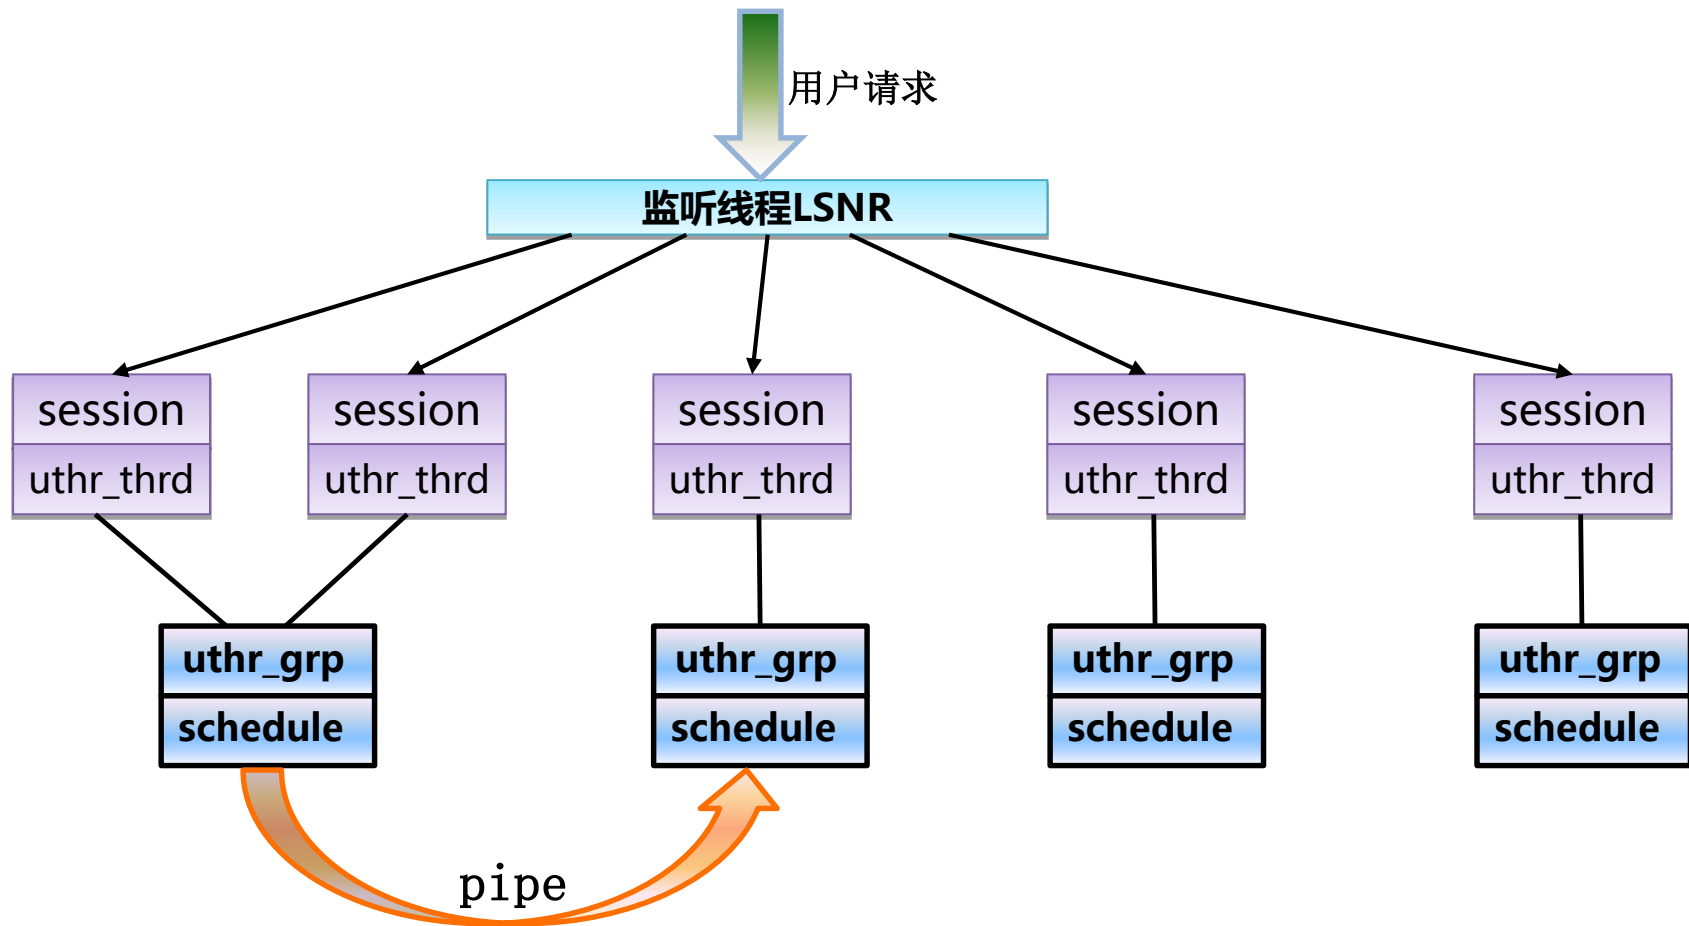 用户请求
监听线程LSNR
session session session session session
uthr_thrd uthr_thrd uthr_thrd uthr_thrd uthr_thrd
uthr_grp uthr_grp uthr_grp uthr_grp
schedule schedule schedule schedule
pipe